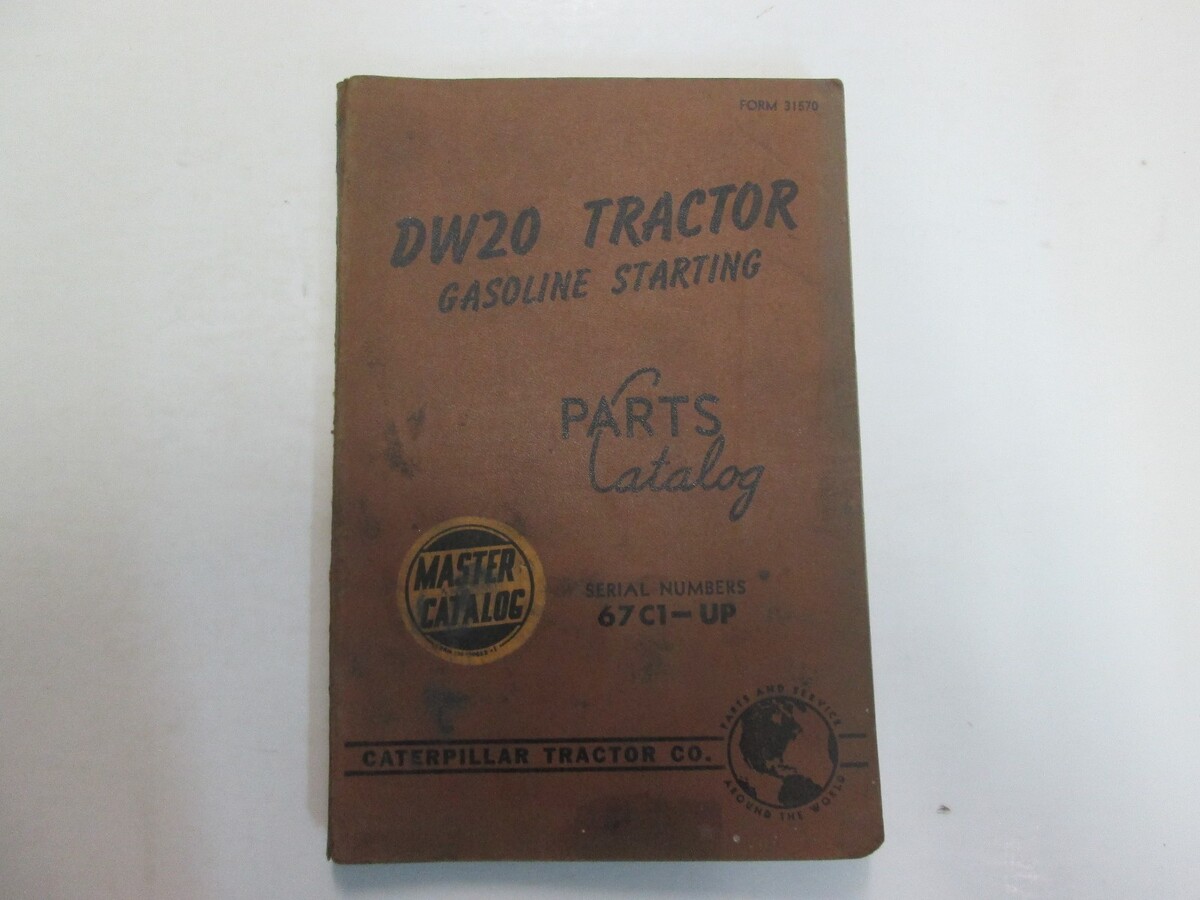 FORM 31570
DW20 TRACTOR
GASOLINE STARTING
PARTS
Catalog
MASTER
CATALOG
SERIAL NUMBERS
67C1-UP
CATERPILLAR TRACTOR CO.
PARTS AND SERVICE
AROUND THE WORLD